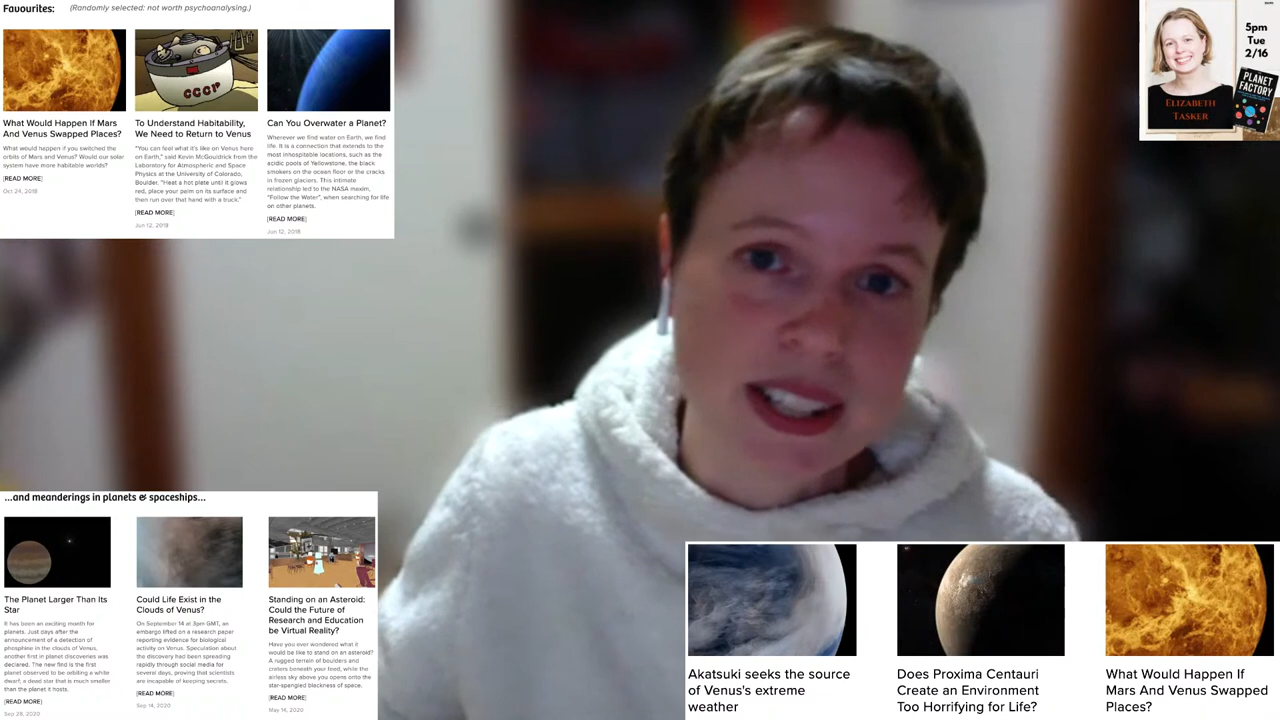 Favourites: (Randomly selected: not worth psychoanalysing.)
What Would Happen If Mars
And Venus Swapped Places?
What would happen if you switched the
orbits of Mars and Venus? Would our solar
system have more habitable worlds?
[READ MORE]
Oct 24, 2018
CCCP
To Understand Habitability,
We Need to Return to Venus
"You can feel what it's like on Venus here
on Earth," said Kevin McGouldrick from the
Laboratory for Atmospheric and Space
Physics at the University of Colorado,
Boulder. "Heat a hot plate until it glows
red, place your palm on its surface and
then run over that hand with a truck."
[READ MORE]
Jun 12, 2018
Can You Overwater a Planet?
Wherever we find water on Earth, we find
life. It is a connection that extends to the
most inhospitable locations, such as the
acidic pools of Yellowstone, the black
smokers on the ocean floor or the cracks
in frozen glaciers. This intimate
relationship led to the NASA maxim,
"Follow the Water", when searching for life
on other planets.
[READ MORE]
Jun 12, 2018
5pm
Tue
2/16
PLANET
FACTORY
ELIZABETH
TASKER
...and meanderings in planets & spaceships...
The Planet Larger Than Its
Star
It has been an exciting month for
planets. Just days after the
announcement of a detection of
phosphine in the clouds of Venus,
another first in planet discoveries was
declared. The new find is the first
planet observed to be orbiting a white
dwarf; a dead star that is much smaller
than the planet it hosts.
[READ MORE]
Sep 28, 2020
Could Life Exist in the
Clouds of Venus?
On September 14 at 3pm GMT, an
embargo lifted on a research paper
reporting evidence for biological
activity on Venus. Speculation about
the discovery had been spreading
rapidly through social media for
several days, proving that scientists
are incapable of keeping secrets.
[READ MORE]
Sep 14, 2020
Standing on an Asteroid:
Could the Future of
Research and Education
be Virtual Reality?
Have you ever wondered what it
would be like to stand on an asteroid?
A rugged terrain of boulders and
craters beneath your feet, while the
airless sky above you opens onto the
star-spangled blackness of space.
[READ MORE]
May 14, 2020
Akatsuki seeks the source
of Venus's extreme
weather
Does Proxima Centauri
Create an Environment
Too Horrifying for Life?
What Would Happen If
Mars And Venus Swapped
Places?